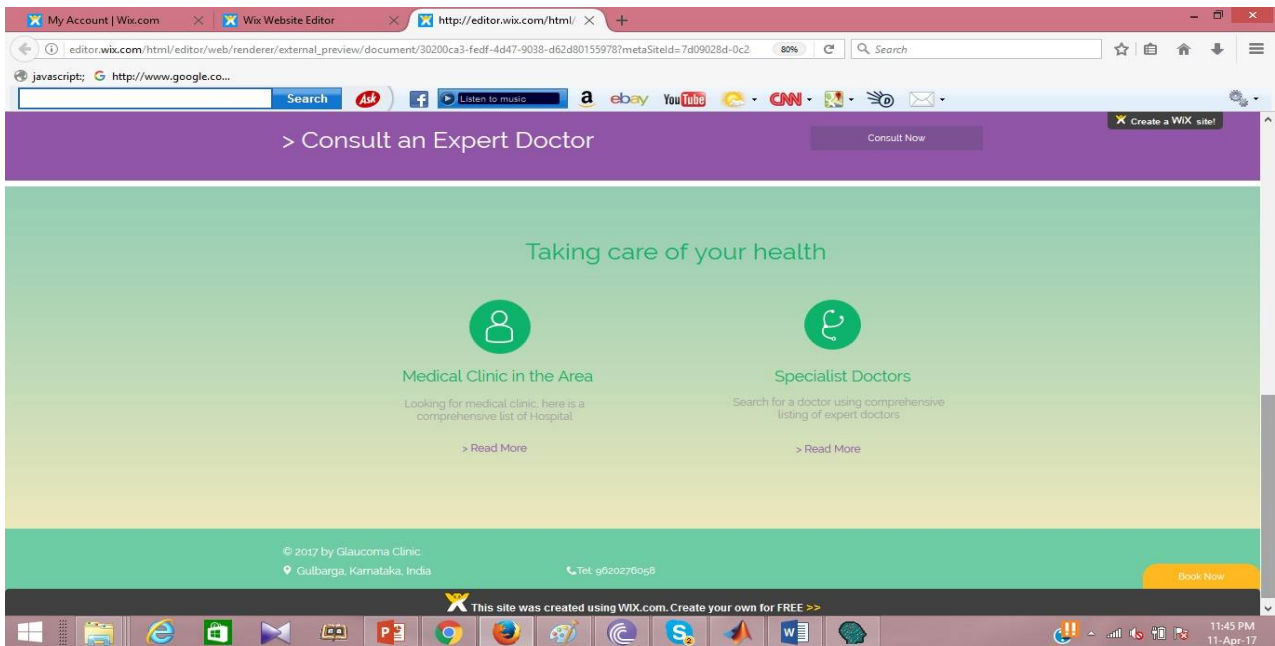 My Account | Wix.com
Wix Website Editor
http://editor.wix.com/html/
editor.wix.com/html/editor/web/renderer/external_preview/document/30200ca3-fedf-4d47-9038-d62d80155978?metaSiteId=7d09028d-0c2
80%
Search
javascript:;
http://www.google.co...
Search
Ask
Listen to music
a
ebay
YouTube
CNN
> Consult an Expert Doctor
Consult Now
Create a WiX site!
Taking care of your health
Medical Clinic in the Area
Specialist Doctors
Looking for medical clinic, here is a
comprehensive list of Hospital
Search for a doctor using comprehensive
listing of expert doctors
> Read More
> Read More
© 2017 by Glaucoma Clinic.
Gulbarga, Karnataka, India
Tel: 9620276056
Book Now
This site was created using WIX.com. Create your own for FREE >>
11:45 PM
11-Apr-17